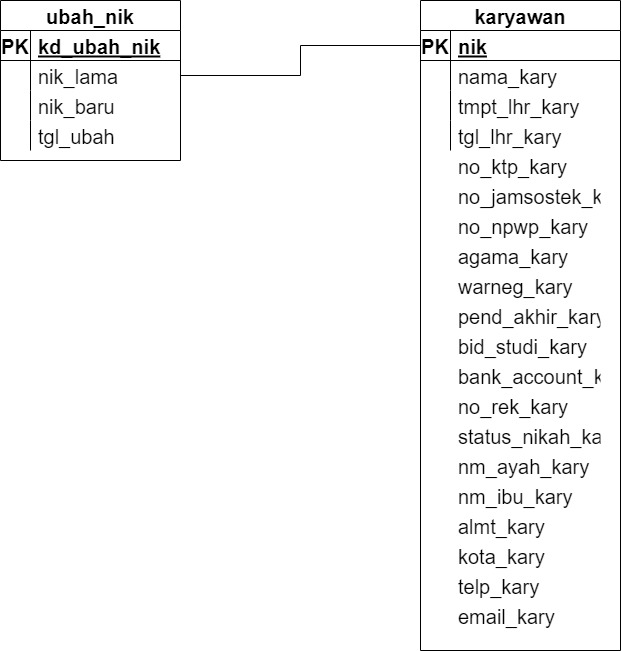 ubah_nik
PK kd_ubah_nik
nik_lama
nik_baru
tgl_ubah
karyawan
PK nik
nama_kary
tmpt_lhr_kary
tgl_lhr_kary
no_ktp_kary
no_jamsostek_k
no_npwp_kary
agama_kary
warneg_kary
pend_akhir_kary
bid_studi_kary
bank_account_k
no_rek_kary
status_nikah_ka
nm_ayah_kary
nm_ibu_kary
almt_kary
kota_kary
telp_kary
email_kary